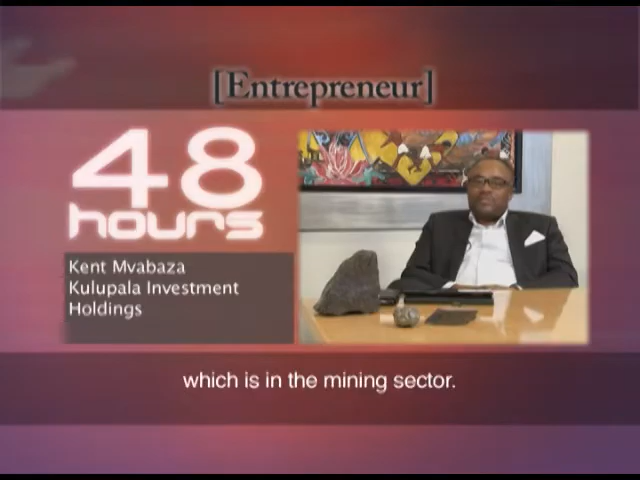 [Entrepreneur]
48
hours
Kent Mvabaza
Kulupala Investment
Holdings
which is in the mining sector.